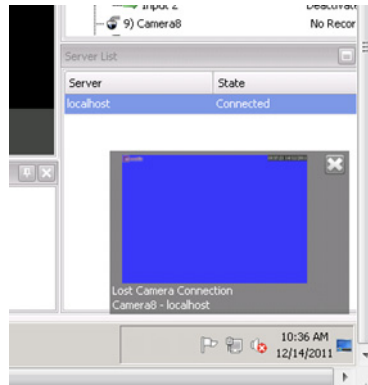 9) Camera8 No Recor
Server List
Server State
localhost Connected
Lost Camera Connection
Camera8 - localhost
10:36 AM
12/14/2011